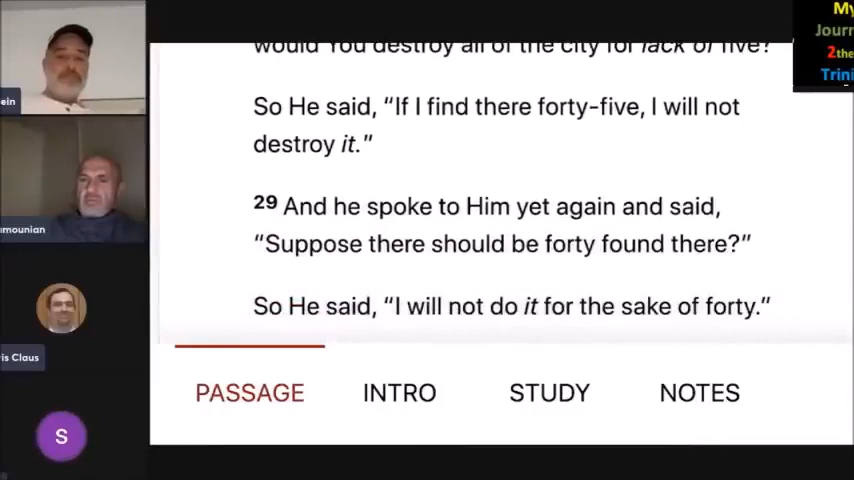 My
Journ
2the
Trini
ein
mounian
is Claus
S
would You destroy all of the city for lack of five?"
So He said, “If I find there forty-five, I will not
destroy it.”
29 And he spoke to Him yet again and said,
“Suppose there should be forty found there?”
So He said, “I will not do it for the sake of forty.”
PASSAGE INTRO STUDY NOTES